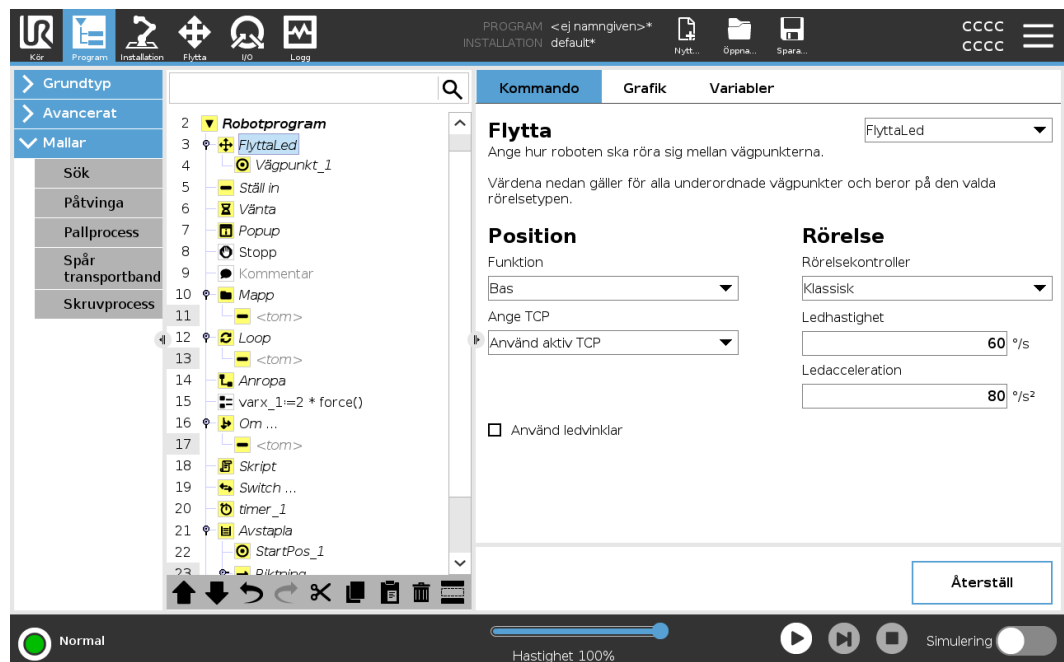 UR
PROGRAM <ej namngiven>*
INSTALLATION default*
cccc
cccc
Kör
Program
Installation
Flytta
I/O
Logg
Nytt...
Öppna...
Spara...
Grundtyp
Avancerat
Mallar
Sök
Påtvinga
Pallprocess
Spår
transportband
Skruvprocess
2 Robotprogram
3 FlyttaLed
4 Vägpunkt_1
5 Ställ in
6 Vänta
7 Popup
8 Stopp
9 Kommentar
10 Mapp
11 <tom>
12 Loop
13 <tom>
14 Anropa
15 varx_1:=2 * force()
16 Om ...
17 <tom>
18 Skript
19 Switch ...
20 timer_1
21 Avstapla
22 StartPos_1
23 Riktning
Kommando
Grafik
Variabler
Flytta
FlyttaLed
Ange hur roboten ska röra sig mellan vägpunkterna.
Värdena nedan gäller för alla underordnade vägpunkter och beror på den valda
rörelsetypen.
Position
Funktion
Bas
Ange TCP
Använd aktiv TCP
Rörelse
Rörelsekontroller
Klassisk
Ledhastighet
60 °/s
Ledacceleration
80 °/s²
Använd ledvinklar
Återställ
Normal
Hastighet 100%
Simulering